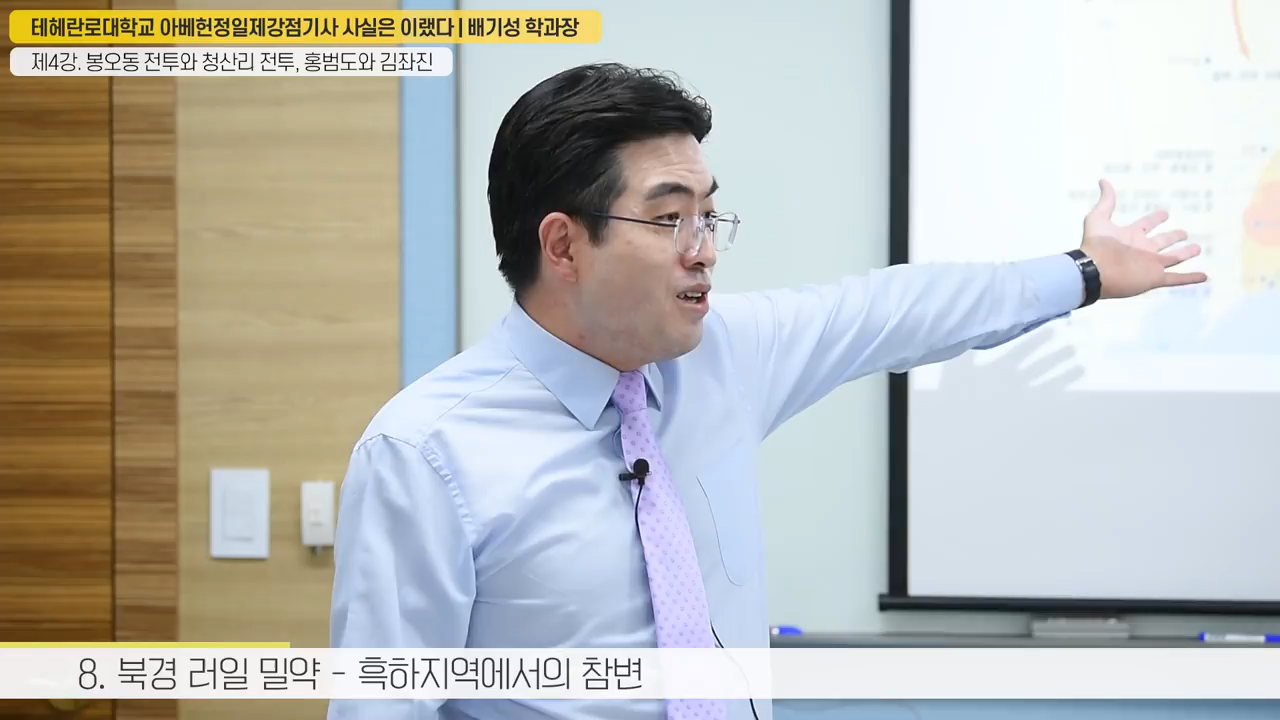 테헤란로대학교 아베헌정일제강점기사 사실은 이랬다 | 배기성 학과장
제4강. 봉오동 전투와 청산리 전투, 홍범도와 김좌진
8. 북경 러일 밀약 - 흑하지역에서의 참변